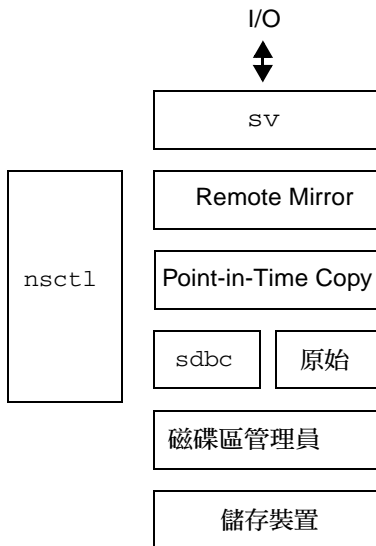 I/O
sv
Remote Mirror
nsctl
Point-in-Time Copy
sdbc
原始
磁碟區管理員
儲存裝置